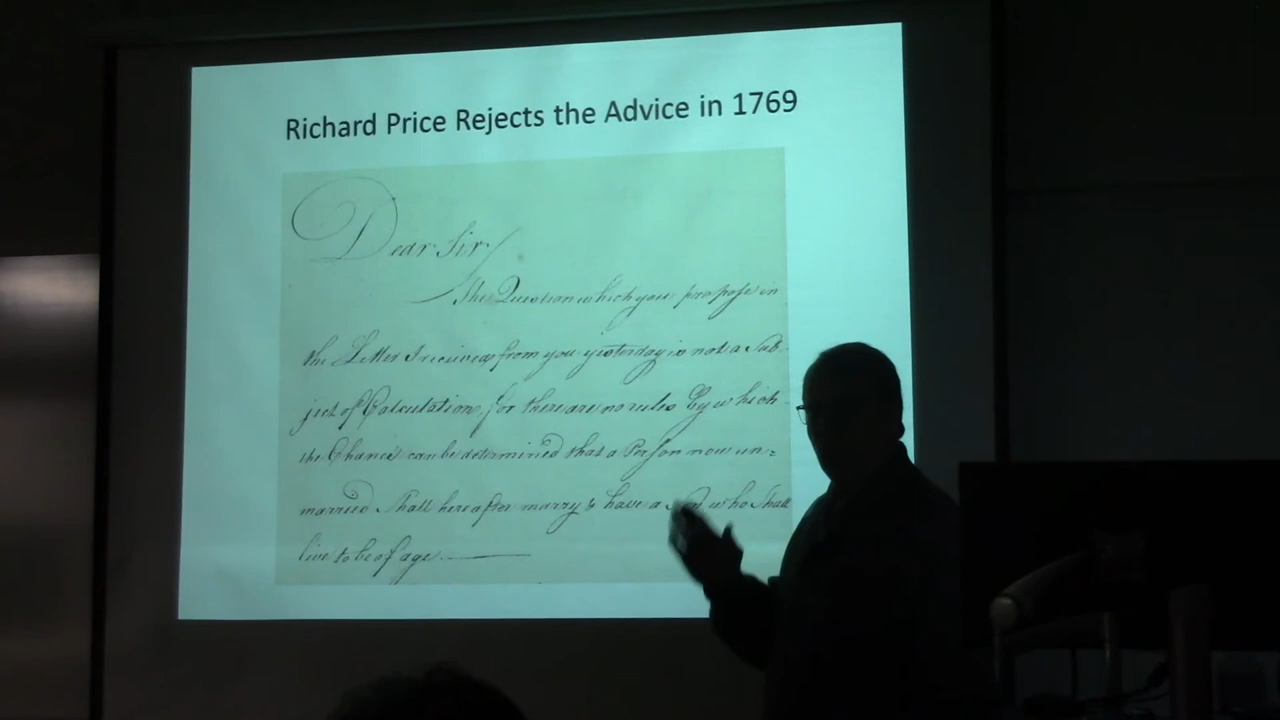 Richard Price Rejects the Advice in 1769
Dear Sir/
The Question which you propose in
the Letter I received from you yesterday is not a Sub-
ject of Calculation, for there are no rules by which
the Chance can be determined that a Person now un=
married shall hereafter marry & have a Son who shall
live to be of age.